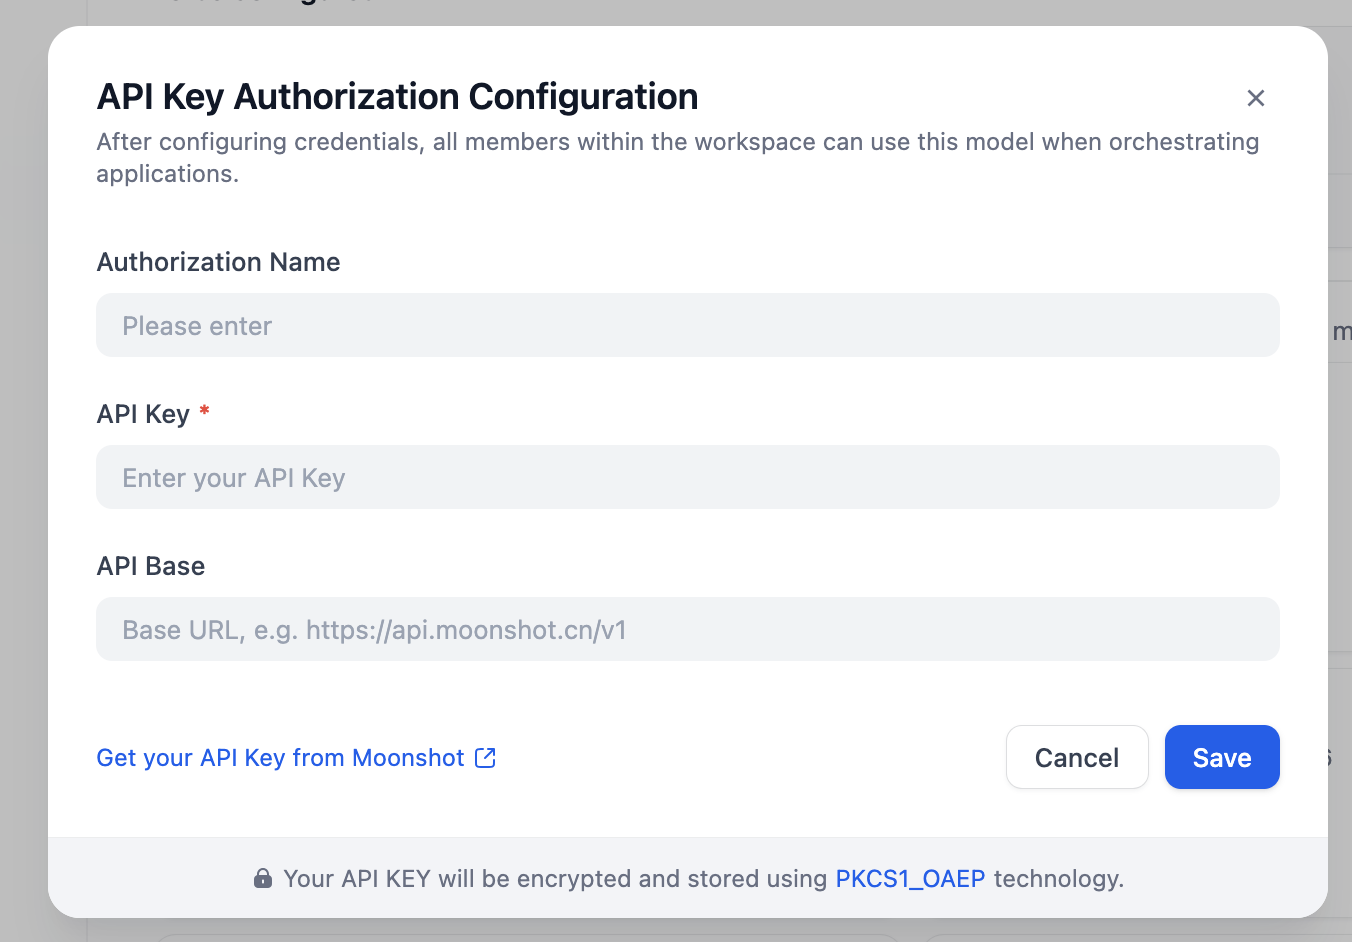 API Key Authorization Configuration
After configuring credentials, all members within the workspace can use this model when orchestrating
applications.
Authorization Name
Please enter
API Key *
Enter your API Key
API Base
Base URL, e.g. https://api.moonshot.cn/v1
Get your API Key from Moonshot
Cancel
Save
Your API KEY will be encrypted and stored using PKCS1_OAEP technology.